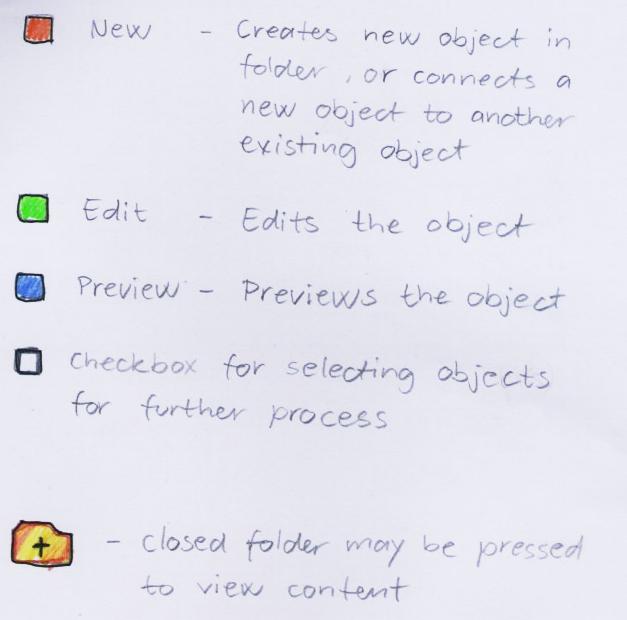 New - Creates new object in
folder, or connects a
new object to another
existing object
Edit - Edits the object
Preview - Previews the object
Checkbox for selecting objects
for further process
+ - closed folder may be pressed
to view content